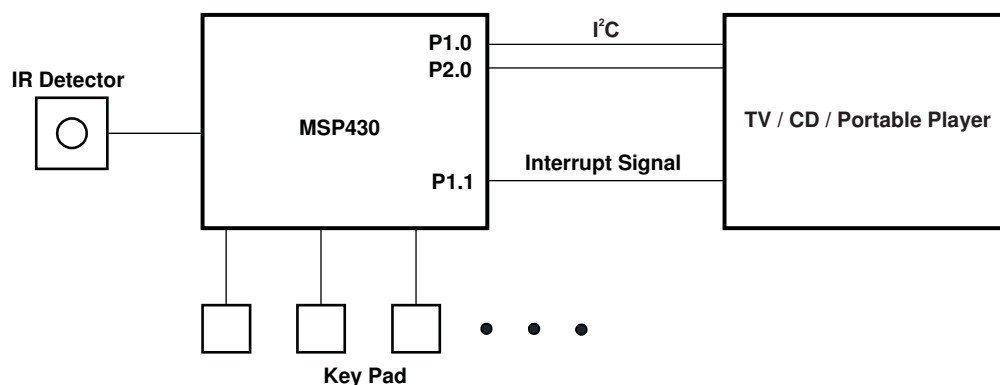 I²C
P1.0
P2.0
IR Detector
MSP430
TV / CD / Portable Player
Interrupt Signal
P1.1
Key Pad